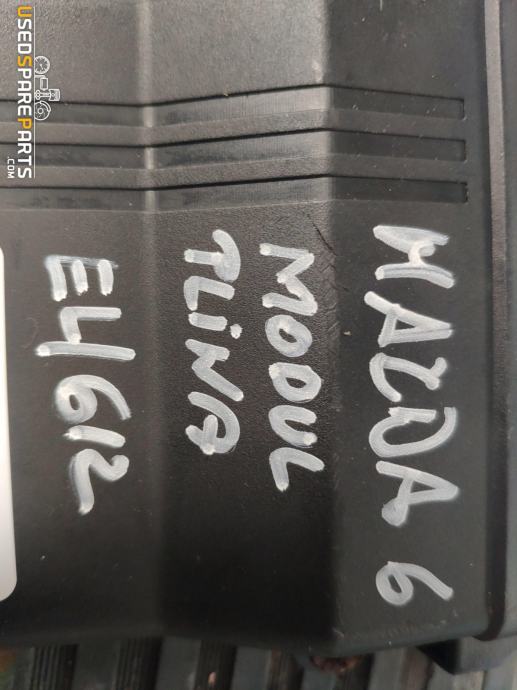 MAZDA 6
MODUL
TLiNA
E4612
USEDSPAREPARTS
.COM